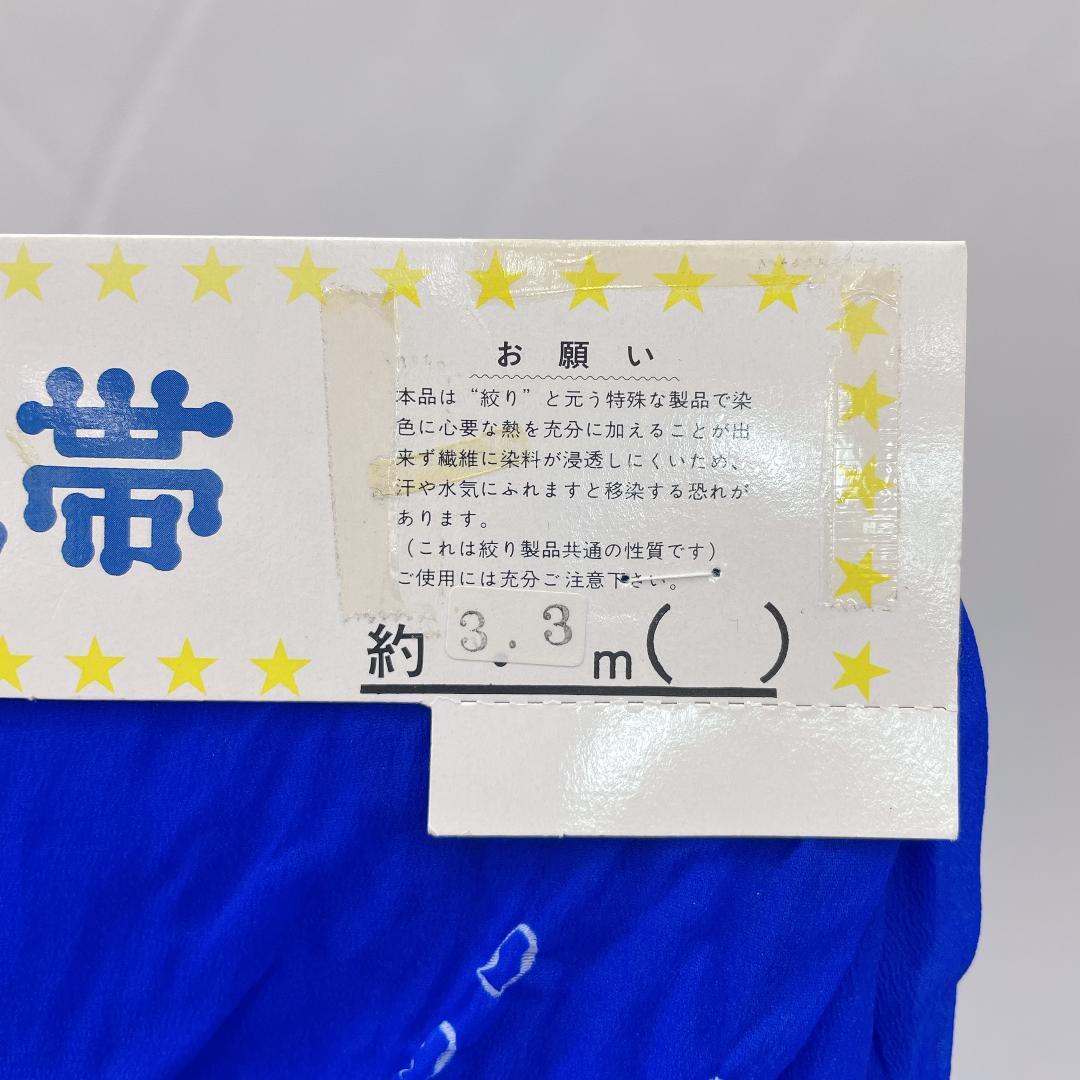 帯
お願い
本品は“絞り”と元う特殊な製品で染
色に心要な熱を充分に加えることが出
来ず繊維に染料が浸透しにくいため、
汗や水気にふれますと移染する恐れが
あります。
（これは絞り製品共通の性質です）
ご使用には充分ご注意下さい。
約3.3m（　）